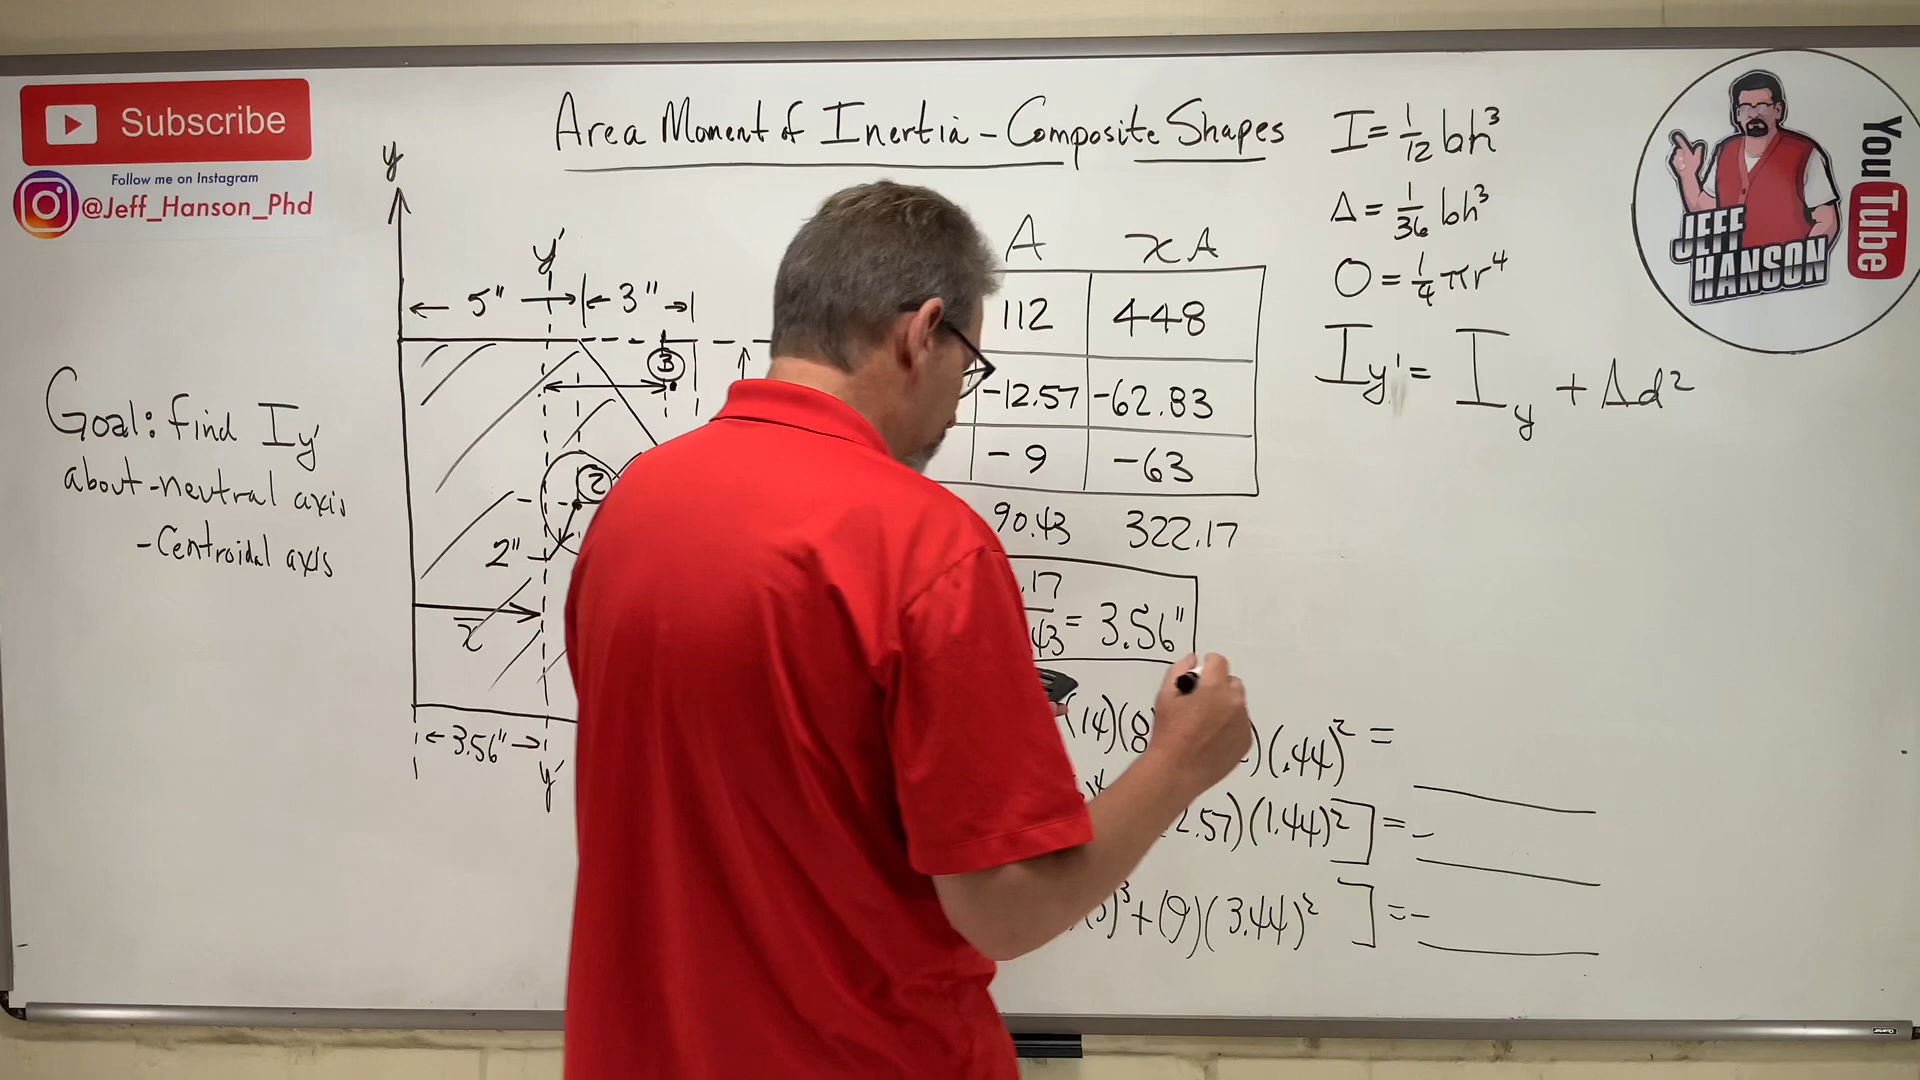 Subscribe
Follow me on Instagram
@Jeff_Hanson_Phd
Area Moment of Inertia - Composite Shapes
I = 1/12 bh³
Δ = 1/36 bh³
O = 1/4 πr⁴
Iy' = Iy + Ad²
YouTube
JEFF HANSON
Goal: find Iy'
about - neutral axis
- Centroidal axis
y
y'
5"
3"
3
2
2"
x̄
3.56"
y'
A xA
112 448
-12.57 -62.83
-9 -63
90.43 322.17
.17
43 = 3.56"
(14)(8 )(.44)² =
2.57)(1.44)²] = -
³ + (9)(3.44)² ] = -